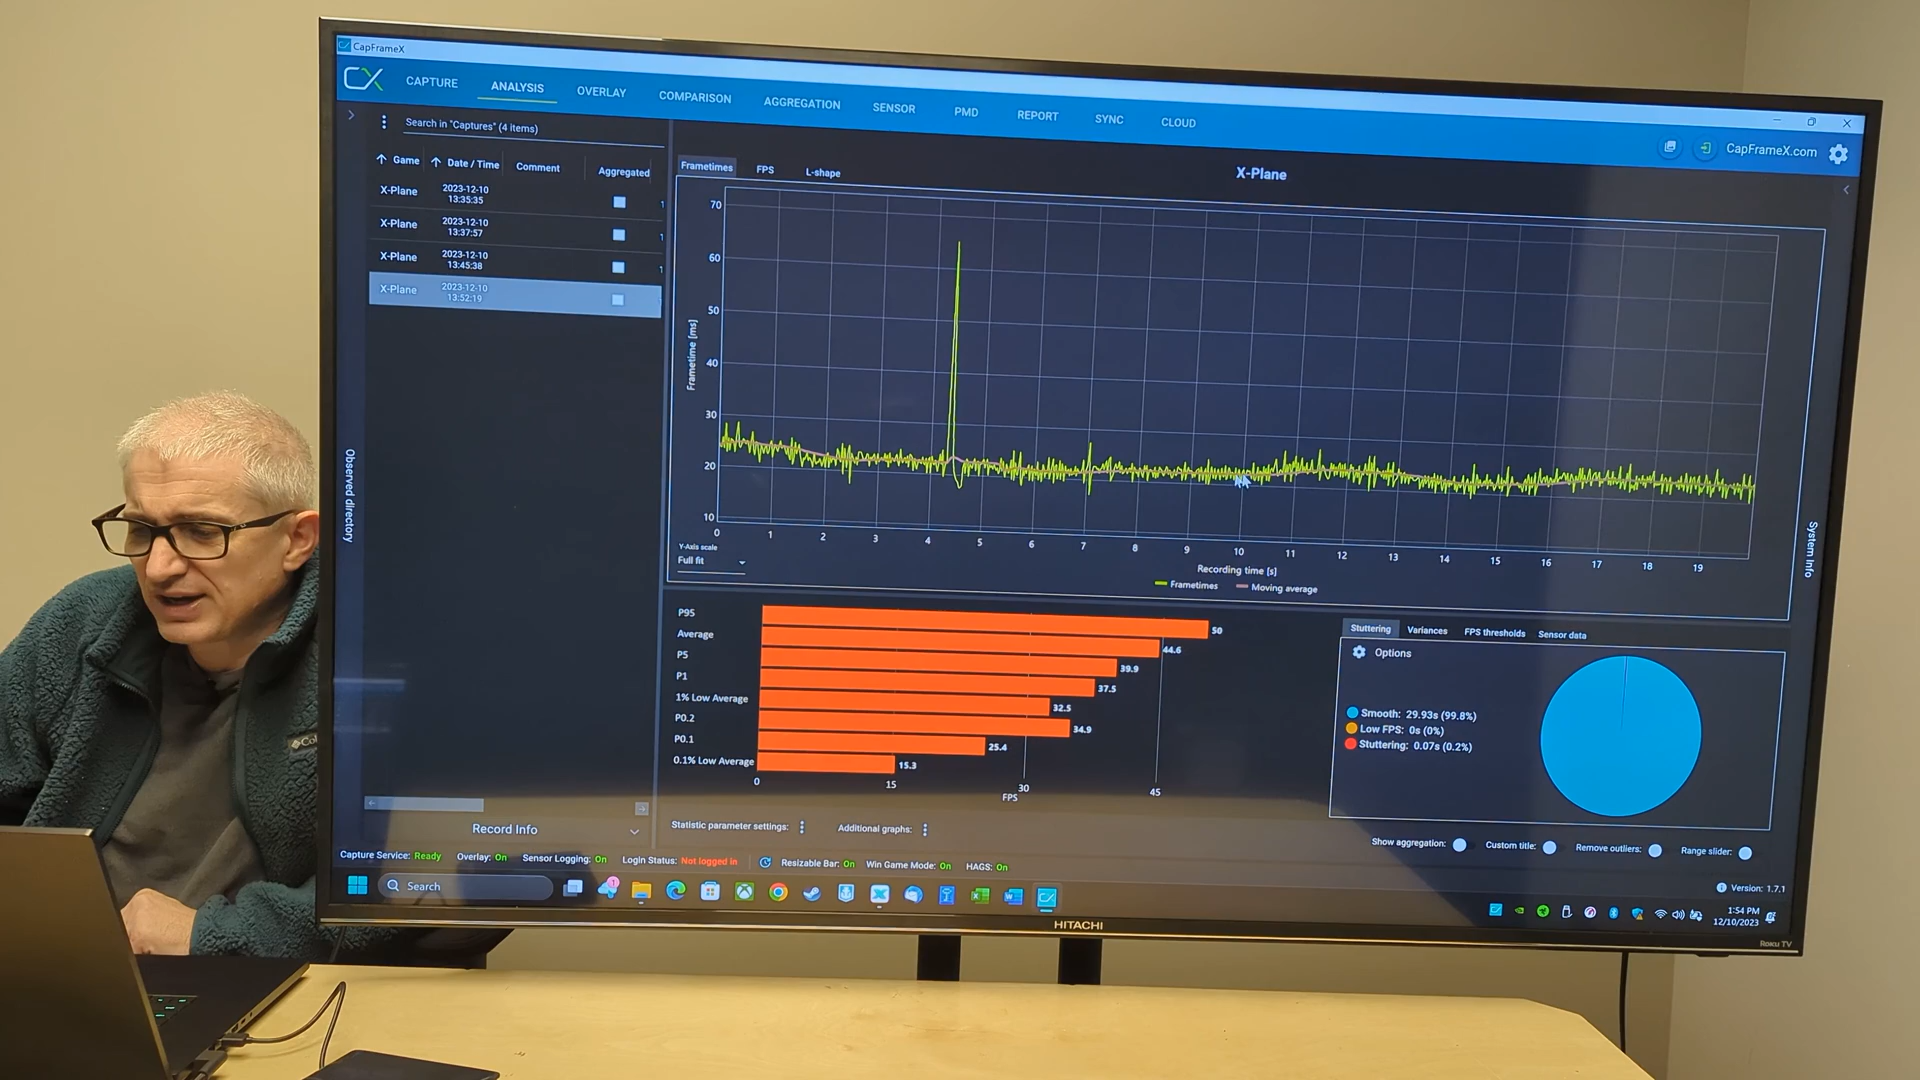 CapFrameX
CX
CAPTURE
ANALYSIS
OVERLAY
COMPARISON
AGGREGATION
SENSOR
PMD
REPORT
SYNC
CLOUD
CapFrameX.com
Search in "Captures" (4 items)
Game
Date / Time
Comment
Aggregated
X-Plane
2023-12-10
13:35:35
X-Plane
2023-12-10
13:37:57
X-Plane
2023-12-10
13:45:38
X-Plane
2023-12-10
13:52:19
Observed directory
Record Info
Frametimes
FPS
L-shape
X-Plane
70
60
50
40
30
20
10
Frametime [ms]
0 1 2 3 4 5 6 7 8 9 10 11 12 13 14 15 16 17 18 19
Recording time [s]
Frametimes
Moving average
Y-Axis scale
Full fit
System Info
P95 50
Average 44.6
P5 39.9
P1 37.5
1% Low Average 32.5
P0.2 34.9
P0.1 25.4
0.1% Low Average 15.3
0 15 30 45
FPS
Stuttering
Variances
FPS thresholds
Sensor data
Options
Smooth: 29.93s (99.8%)
Low FPS: 0s (0%)
Stuttering: 0.07s (0.2%)
Statistic parameter settings:
Additional graphs:
Show aggregation:
Custom title:
Remove outliers:
Range slider:
Capture Service: Ready
Overlay: On
Sensor Logging: On
Login Status: Not logged in
Resizable Bar: On
Win Game Mode: On
HAGS: On
Version: 1.7.1
Search
1:54 PM
12/10/2023
HITACHI
Roku TV